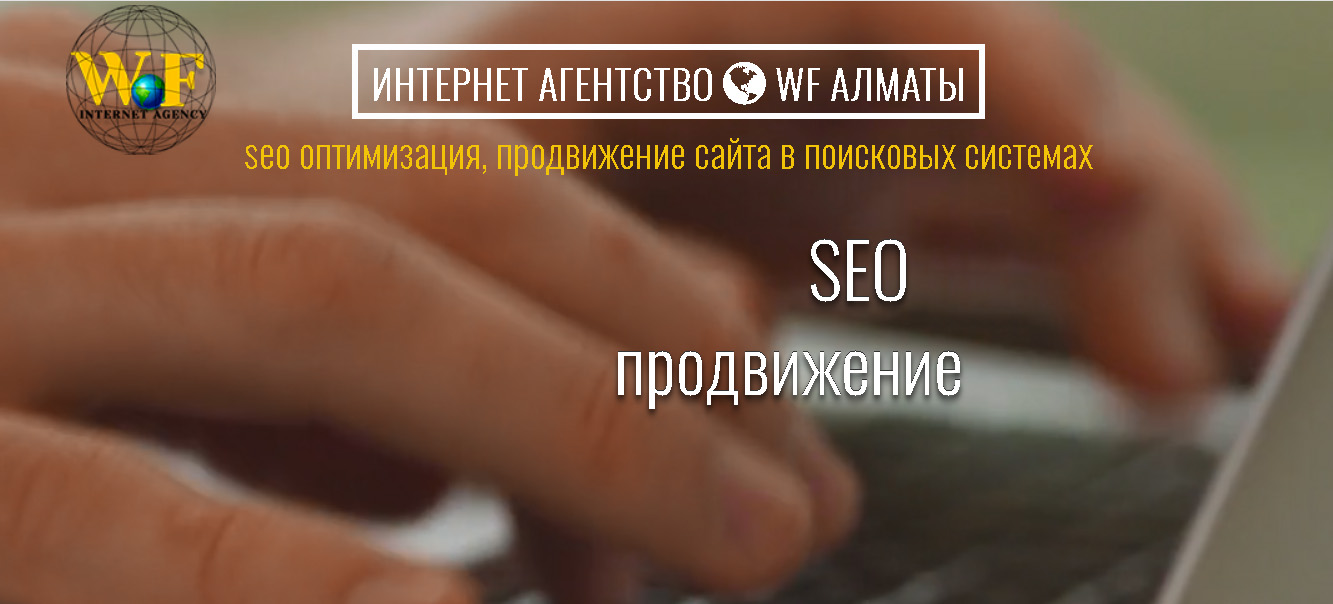 WF
INTERNET AGENCY
ИНТЕРНЕТ АГЕНТСТВО WF АЛМАТЫ
seo оптимизация, продвижение сайта в поисковых системах
SEO
продвижение